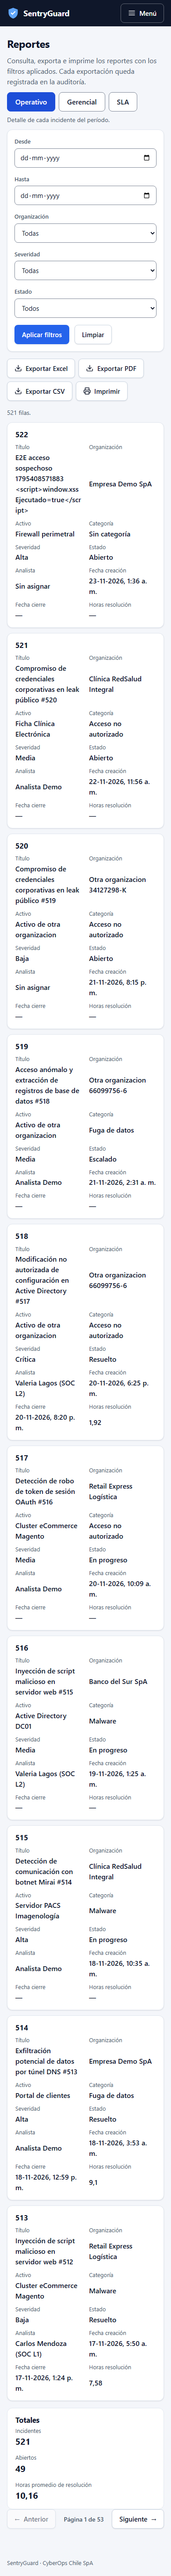 SentryGuard
Menú
Reportes
Consulta, exporta e imprime los reportes con los
filtros aplicados. Cada exportación queda
registrada en la auditoría.
Operativo Gerencial SLA
Detalle de cada incidente del período.
Desde
dd-mm-yyyy
Hasta
dd-mm-yyyy
Organización
Todas
Severidad
Todas
Estado
Todos
Aplicar filtros Limpiar
Exportar Excel Exportar PDF
Exportar CSV Imprimir
521 filas.
522
Título Organización
E2E acceso
sospechoso
1795408571883
<script>window.xss
Ejecutado=true</scr
ipt>
Empresa Demo SpA
Activo Categoría
Firewall perimetral Sin categoría
Severidad Estado
Alta Abierto
Analista Fecha creación
Sin asignar 23-11-2026, 1:36 a.
m.
Fecha cierre Horas resolución
— —
521
Título Organización
Compromiso de
credenciales
corporativas en leak
público #520
Clínica RedSalud
Integral
Activo Categoría
Ficha Clínica
Electrónica
Acceso no
autorizado
Severidad Estado
Media Abierto
Analista Fecha creación
Analista Demo 22-11-2026, 11:56 a.
m.
Fecha cierre Horas resolución
— —
520
Título Organización
Compromiso de
credenciales
corporativas en leak
público #519
Otra organizacion
34127298-K
Activo Categoría
Activo de otra
organizacion
Acceso no
autorizado
Severidad Estado
Baja Abierto
Analista Fecha creación
Sin asignar 21-11-2026, 8:15 p.
m.
Fecha cierre Horas resolución
— —
519
Título Organización
Acceso anómalo y
extracción de
registros de base de
datos #518
Otra organizacion
66099756-6
Activo Categoría
Activo de otra
organizacion
Fuga de datos
Severidad Estado
Media Escalado
Analista Fecha creación
Analista Demo 21-11-2026, 2:31 a. m.
Fecha cierre Horas resolución
— —
518
Título Organización
Modificación no
autorizada de
configuración en
Active Directory
#517
Otra organizacion
66099756-6
Activo Categoría
Activo de otra
organizacion
Acceso no
autorizado
Severidad Estado
Crítica Resuelto
Analista Fecha creación
Valeria Lagos (SOC
L2)
20-11-2026, 6:25 p.
m.
Fecha cierre Horas resolución
20-11-2026, 8:20 p.
m.
1,92
517
Título Organización
Detección de robo
de token de sesión
OAuth #516
Retail Express
Logística
Activo Categoría
Cluster eCommerce
Magento
Acceso no
autorizado
Severidad Estado
Media En progreso
Analista Fecha creación
Analista Demo 20-11-2026, 10:09 a.
m.
Fecha cierre Horas resolución
— —
516
Título Organización
Inyección de script
malicioso en
servidor web #515
Banco del Sur SpA
Activo Categoría
Active Directory
DC01
Malware
Severidad Estado
Media En progreso
Analista Fecha creación
Valeria Lagos (SOC
L2)
19-11-2026, 1:25 a.
m.
Fecha cierre Horas resolución
— —
515
Título Organización
Detección de
comunicación con
botnet Mirai #514
Clínica RedSalud
Integral
Activo Categoría
Servidor PACS
Imagenología
Malware
Severidad Estado
Alta En progreso
Analista Fecha creación
Analista Demo 18-11-2026, 10:35 a.
m.
Fecha cierre Horas resolución
— —
514
Título Organización
Exfiltración
potencial de datos
por túnel DNS #513
Empresa Demo SpA
Activo Categoría
Portal de clientes Fuga de datos
Severidad Estado
Alta Resuelto
Analista Fecha creación
Analista Demo 18-11-2026, 3:53 a.
m.
Fecha cierre Horas resolución
18-11-2026, 12:59 p.
m.
9,1
513
Título Organización
Inyección de script
malicioso en
servidor web #512
Retail Express
Logística
Activo Categoría
Cluster eCommerce
Magento
Malware
Severidad Estado
Baja Resuelto
Analista Fecha creación
Carlos Mendoza
(SOC L1)
17-11-2026, 5:50 a.
m.
Fecha cierre Horas resolución
17-11-2026, 1:24 p.
m.
7,58
Totales
Incidentes
521
Abiertos
49
Horas promedio de resolución
10,16
← Anterior Página 1 de 53 Siguiente →
SentryGuard · CyberOps Chile SpA